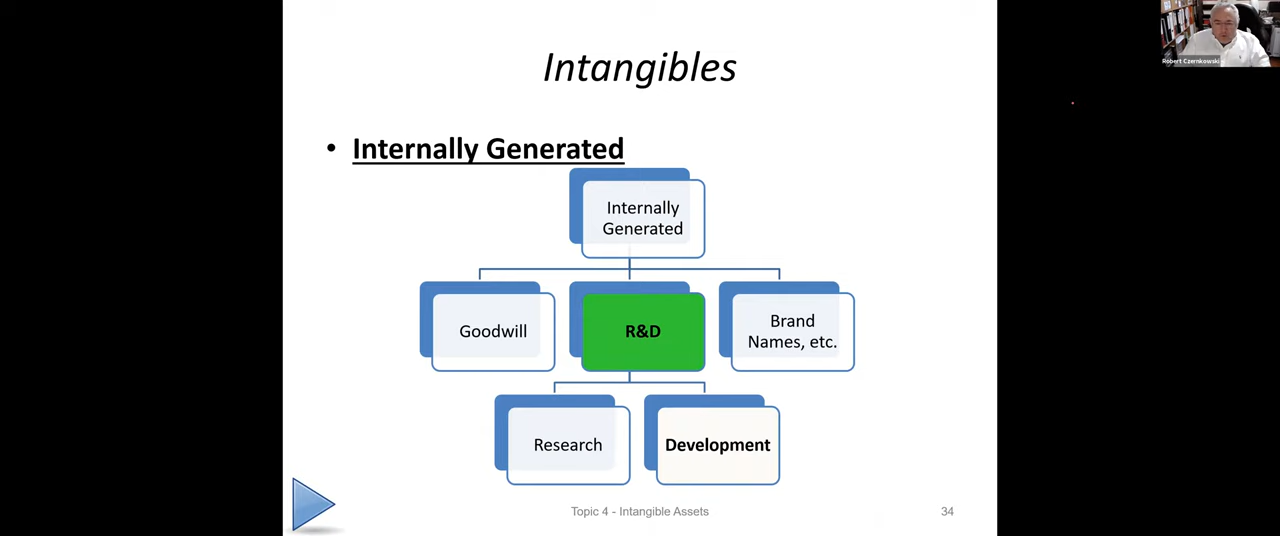 Robert Czernkowski
Intangibles
• Internally Generated
Internally
Generated
Goodwill
R&D
Brand
Names, etc.
Research
Development
Topic 4 - Intangible Assets
34